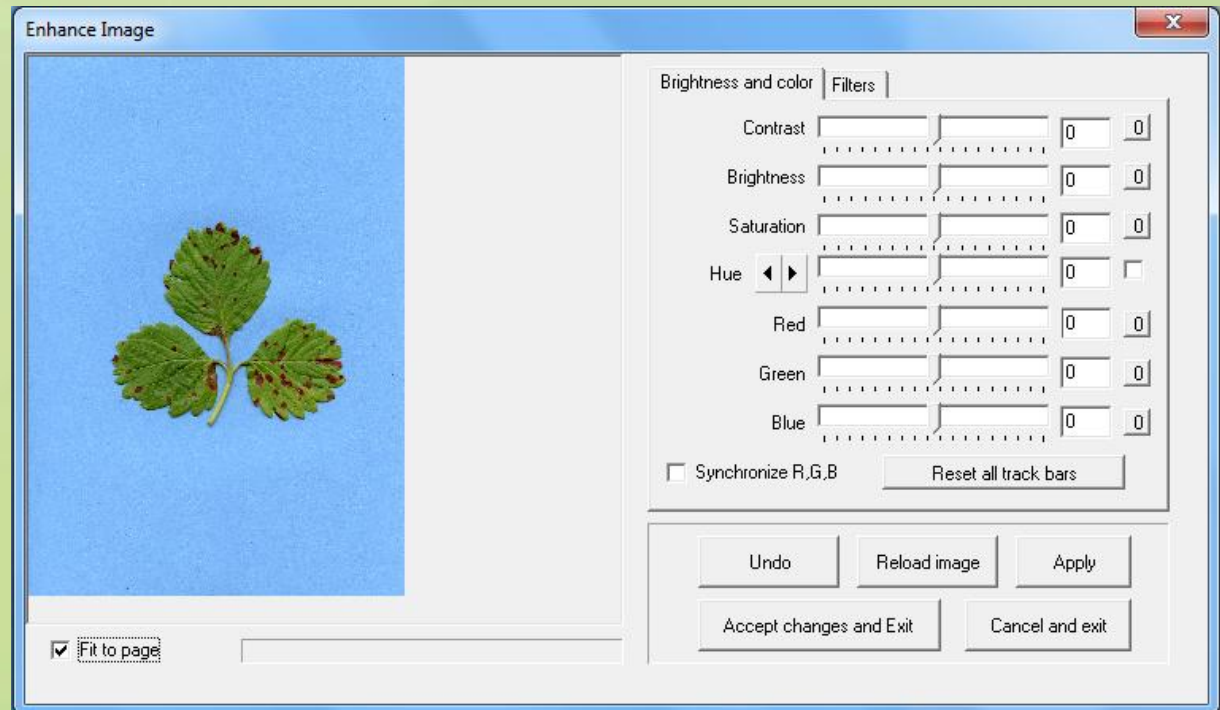 Enhance Image
X
Brightness and color Filters
Contrast 0 0
Brightness 0 0
Saturation 0 0
Hue 0
Red 0 0
Green 0 0
Blue 0 0
Synchronize R,G,B Reset all track bars
Undo Reload image Apply
Accept changes and Exit Cancel and exit
Fit to page